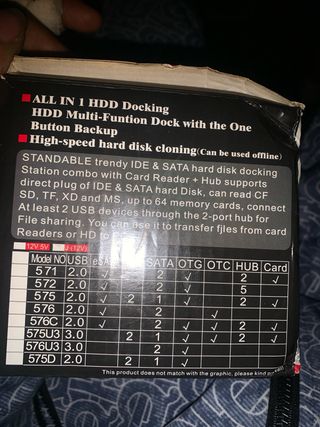 ALL IN 1 HDD Docking
HDD Multi-Funtion Dock with the One
Button Backup
High-speed hard disk cloning(Can be used offline)
STANDABLE trendy IDE & SATA hard disk docking
Station combo with Card Reader + Hub supports
direct plug of IDE & SATA hard Disk, can read CF
SD, TF, XD and MS, up to 64 memory cards, connect
At least 2 USB devices through the 2-port hub for
File sharing. You can use it to transfer fjles from card
Readers or HD to
12V 5V (12V)
Model NO USB SATA OTG OTC HUB Card
571 2.0 ✓ 2 ✓ 2 ✓
572 2.0 ✓ 2 5
575 2.0 2 1 ✓ 2 ✓
576 2.0 2 ✓
576C 2.0 2 ✓ 2 ✓
575U3 3.0 2 1 ✓ 2 ✓
576U3 3.0 2
575D 2.0 2 1 ✓
This product does not match with the graphic, please kind